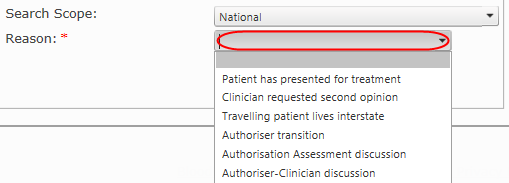 Search Scope: National
Reason: *
Patient has presented for treatment
Clinician requested second opinion
Travelling patient lives interstate
Authoriser transition
Authorisation Assessment discussion
Authoriser-Clinician discussion